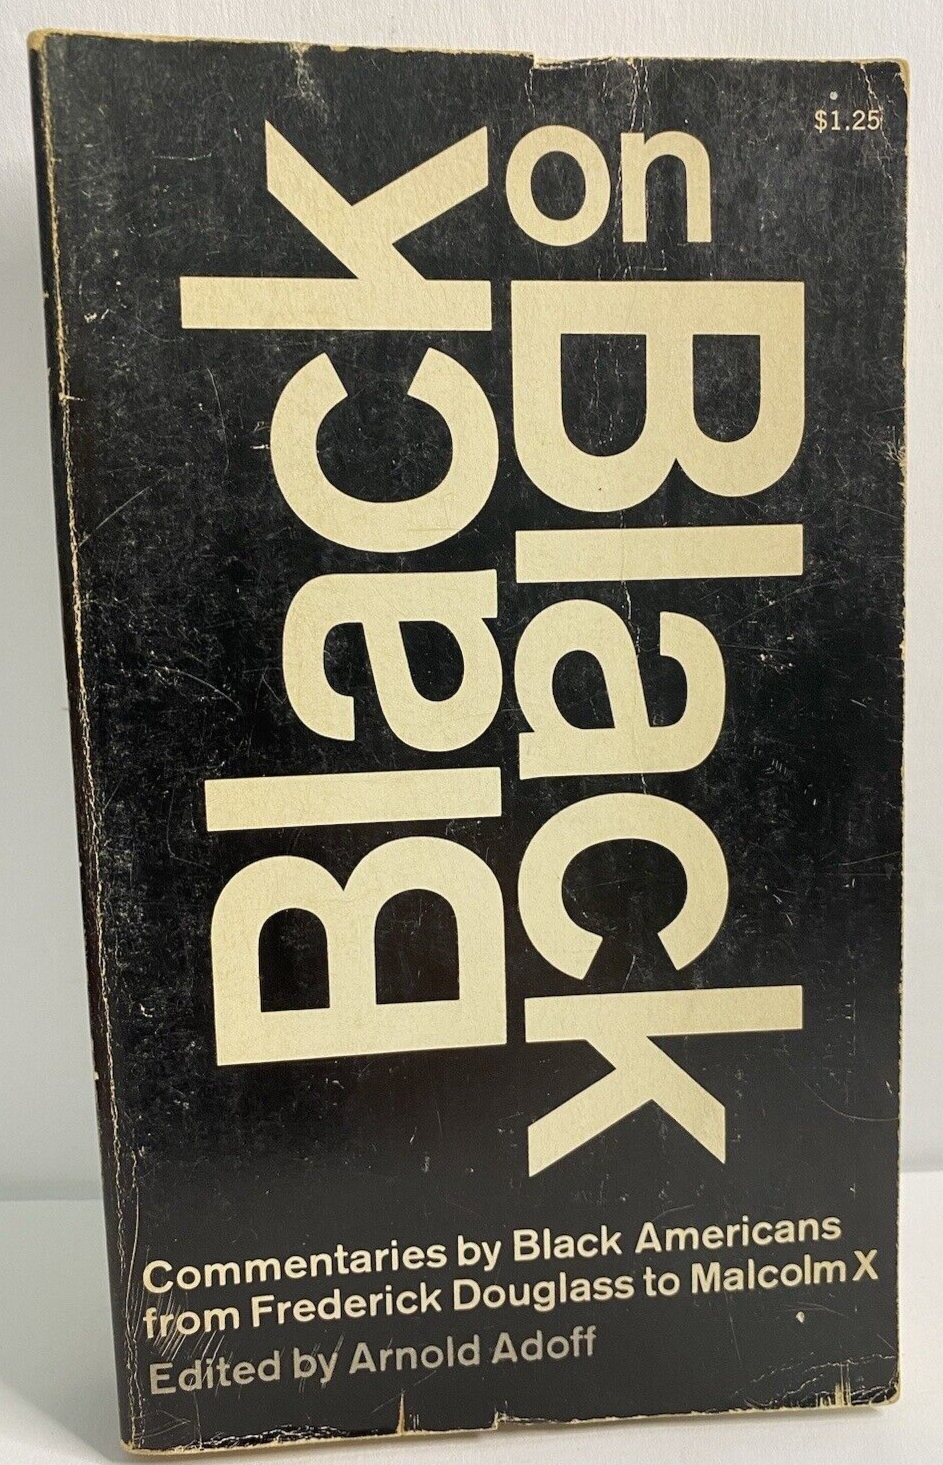 $1.25
Black
on
Black
Commentaries by Black Americans
from Frederick Douglass to Malcolm X
Edited by Arnold Adoff